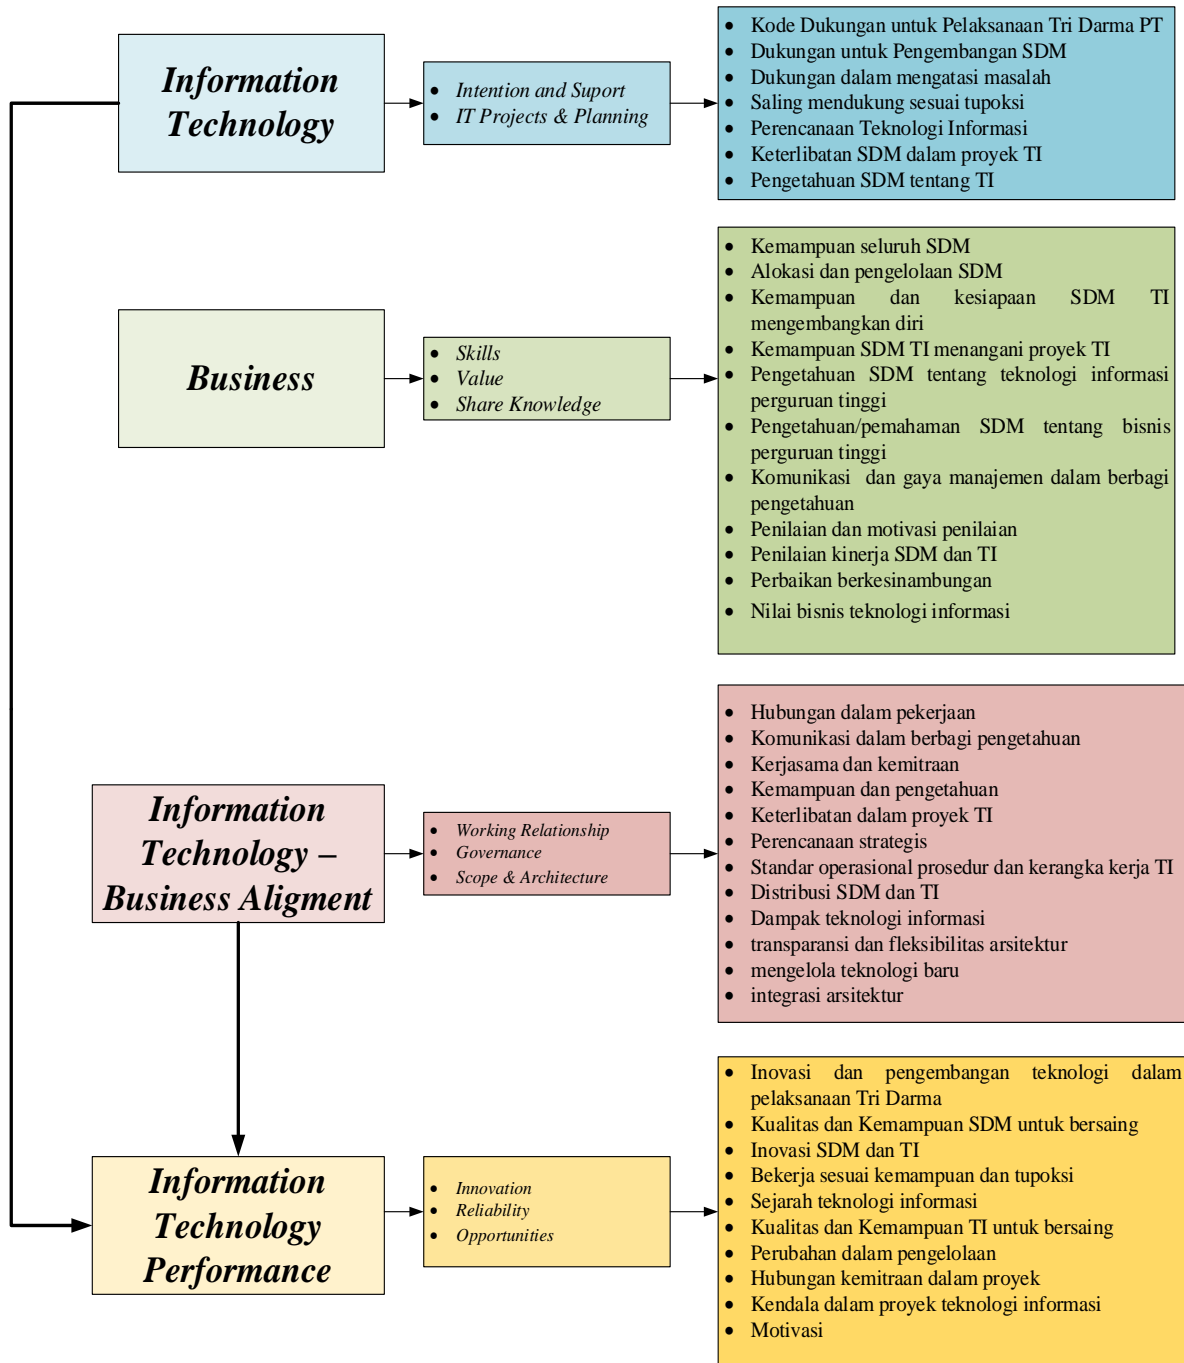 Information
Technology
• Intention and Suport
• IT Projects & Planning
• Kode Dukungan untuk Pelaksanaan Tri Darma PT
• Dukungan untuk Pengembangan SDM
• Dukungan dalam mengatasi masalah
• Saling mendukung sesuai tupoksi
• Perencanaan Teknologi Informasi
• Keterlibatan SDM dalam proyek TI
• Pengetahuan SDM tentang TI
Business
• Skills
• Value
• Share Knowledge
• Kemampuan seluruh SDM
• Alokasi dan pengelolaan SDM
• Kemampuan dan kesiapaan SDM TI
mengembangkan diri
• Kemampuan SDM TI menangani proyek TI
• Pengetahuan SDM tentang teknologi informasi
perguruan tinggi
• Pengetahuan/pemahaman SDM tentang bisnis
perguruan tinggi
• Komunikasi dan gaya manajemen dalam berbagi
pengetahuan
• Penilaian dan motivasi penilaian
• Penilaian kinerja SDM dan TI
• Perbaikan berkesinambungan
• Nilai bisnis teknologi informasi
Information
Technology –
Business Aligment
• Working Relationship
• Governance
• Scope & Architecture
• Hubungan dalam pekerjaan
• Komunikasi dalam berbagi pengetahuan
• Kerjasama dan kemitraan
• Kemampuan dan pengetahuan
• Keterlibatan dalam proyek TI
• Perencanaan strategis
• Standar operasional prosedur dan kerangka kerja TI
• Distribusi SDM dan TI
• Dampak teknologi informasi
• transparansi dan fleksibilitas arsitektur
• mengelola teknologi baru
• integrasi arsitektur
Information
Technology
Performance
• Innovation
• Reliability
• Opportunities
• Inovasi dan pengembangan teknologi dalam
pelaksanaan Tri Darma
• Kualitas dan Kemampuan SDM untuk bersaing
• Inovasi SDM dan TI
• Bekerja sesuai kemampuan dan tupoksi
• Sejarah teknologi informasi
• Kualitas dan Kemampuan TI untuk bersaing
• Perubahan dalam pengelolaan
• Hubungan kemitraan dalam proyek
• Kendala dalam proyek teknologi informasi
• Motivasi